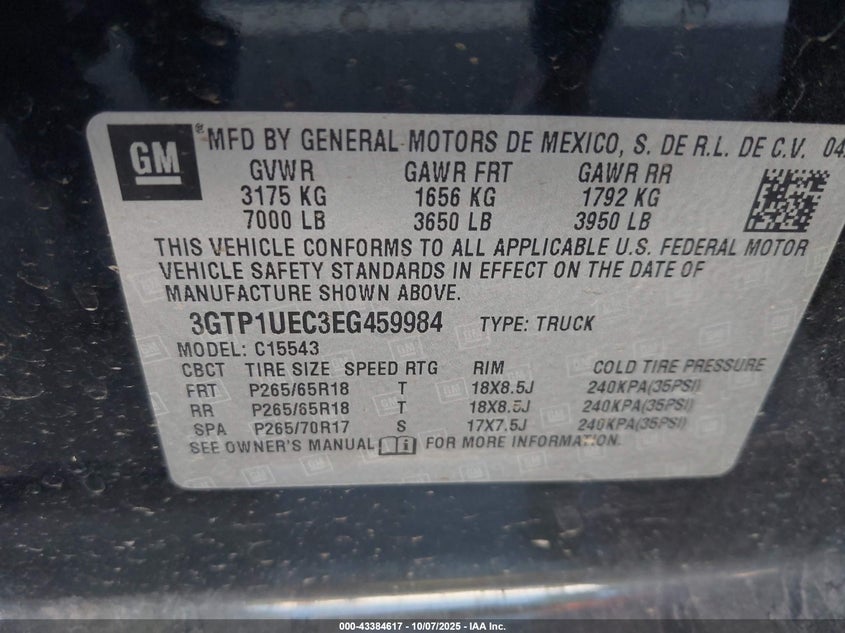 GM ® MFD BY GENERAL MOTORS DE MEXICO, S. DE R.L. DE C.V. 04
GVWR GAWR FRT GAWR RR
3175 KG 1656 KG 1792 KG
7000 LB 3650 LB 3950 LB
THIS VEHICLE CONFORMS TO ALL APPLICABLE U.S. FEDERAL MOTOR
VEHICLE SAFETY STANDARDS IN EFFECT ON THE DATE OF
MANUFACTURE SHOWN ABOVE.
3GTP1UEC3EG459984 TYPE: TRUCK
MODEL: C15543
CBCT TIRE SIZE SPEED RTG RIM COLD TIRE PRESSURE
FRT P265/65R18 T 18X8.5J 240KPA(35PSI)
RR P265/65R18 T 18X8.5J 240KPA(35PSI)
SPA P265/70R17 S 17X7.5J 240KPA(35PSI)
SEE OWNER'S MANUAL FOR MORE INFORMATION.
000-43384617 - 10/07/2025 - IAA Inc.